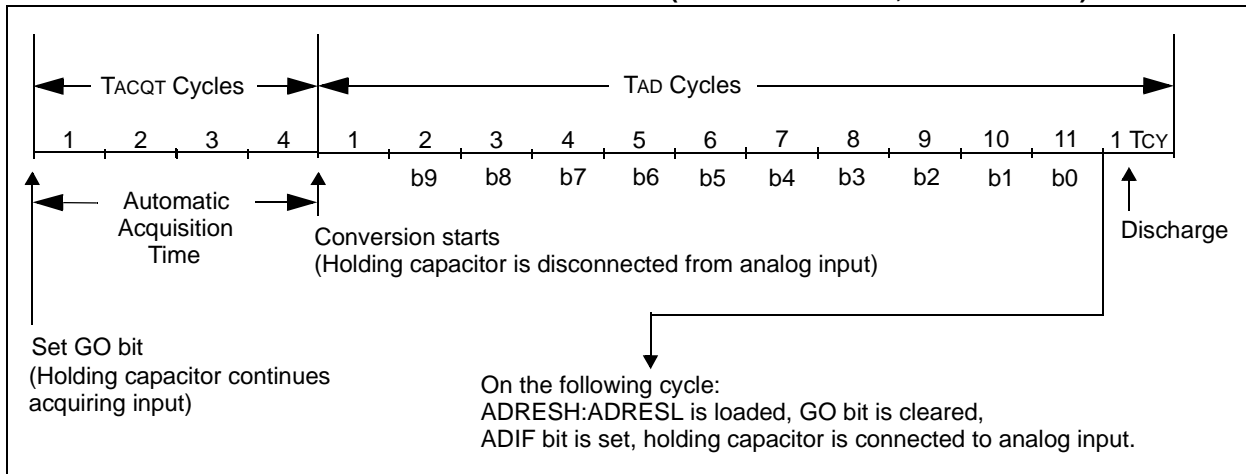 TACQT Cycles
TAD Cycles
1 2 3 4 1 2 3 4 5 6 7 8 9 10 11 1 TCY
b9 b8 b7 b6 b5 b4 b3 b2 b1 b0
Automatic
Acquisition
Time
Conversion starts
(Holding capacitor is disconnected from analog input)
Discharge
Set GO bit
(Holding capacitor continues
acquiring input)
On the following cycle:
ADRESH:ADRESL is loaded, GO bit is cleared,
ADIF bit is set, holding capacitor is connected to analog input.